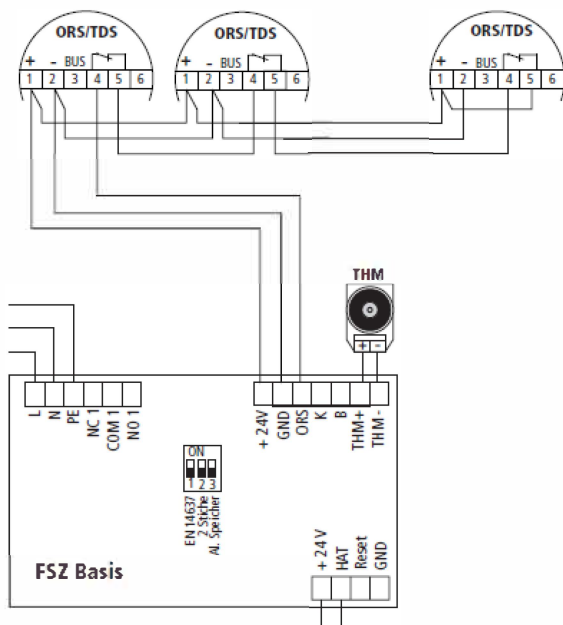 ORS/TDS
+ - BUS
1 2 3 4 5 6
ORS/TDS
+ - BUS
1 2 3 4 5 6
ORS/TDS
+ - BUS
1 2 3 4 5 6
THM
+ -
L
N
PE
NC 1
COM 1
NO 1
+ 24V
GND
ORS
K
B
THM+
THM -
ON
1 2 3
EN 14637
2 Stiche
Al. Speicher
FSZ Basis
+ 24 V
HAT
Reset
GND